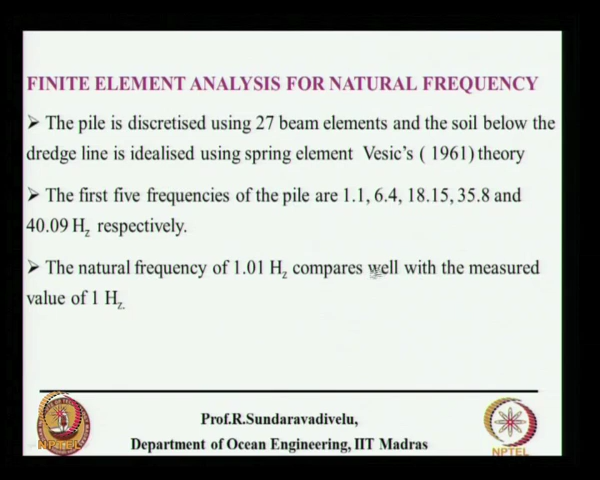 FINITE ELEMENT ANALYSIS FOR NATURAL FREQUENCY
➢ The pile is discretised using 27 beam elements and the soil below the
dredge line is idealised using spring element Vesic's ( 1961) theory
➢ The first five frequencies of the pile are 1.1, 6.4, 18.15, 35.8 and
40.09 Hz respectively.
➢ The natural frequency of 1.01 Hz compares well with the measured
value of 1 Hz.
Prof.R.Sundaravadivelu,
Department of Ocean Engineering, IIT Madras
NPTEL
NPTEL